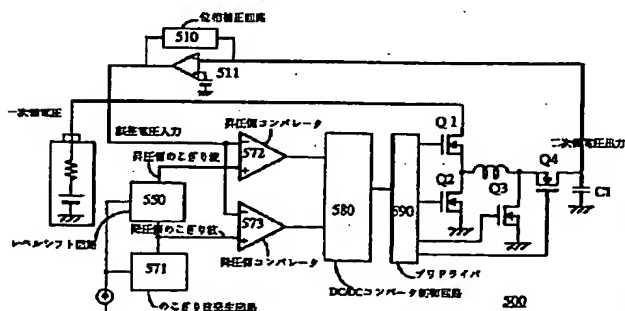 位相補正回路
510
511
一次側電圧
誤差電圧入力
昇圧側コンパレータ
Q1
二次側電圧出力
Q4
572
昇圧側のこぎり波
Q2
Q3
C1
550
580
590
573
降圧側のこぎり波
レベルシフト回路
降圧側コンパレータ
571
プリドライバ
のこぎり波発生回路
DC/DCコンバータ制御回路
500